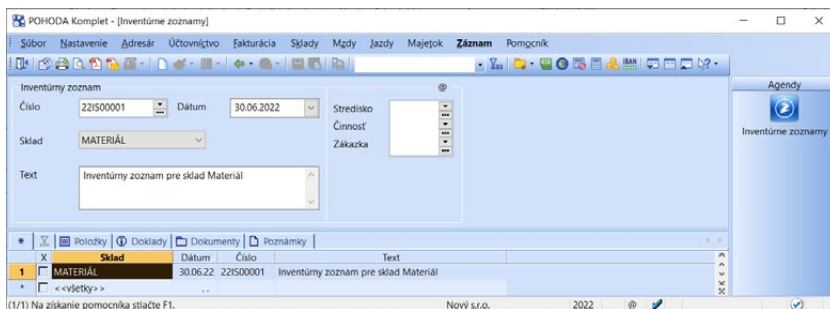 POHODA Komplet - [Inventúrne zoznamy]
Súbor Nastavenie Adresár Účtovníctvo Fakturácia Sklady Mzdy Jazdy Majetok Záznam Pomocník
Inventúrny zoznam @
Agendy
Číslo 22IS00001 Dátum 30.06.2022 Stredisko
Činnosť
Inventúrne zoznamy
Sklad MATERIÁL Zákazka
Text Inventúrny zoznam pre sklad Materiál
* Položky Doklady Dokumenty Poznámky
X Sklad Dátum Číslo Text
1 MATERIÁL 30.06.22 22IS00001 Inventúrny zoznam pre sklad Materiál
* <<všetky>> . .
(1/1) Na získanie pomocníka stlačte F1. Nový s.r.o. 2022 @